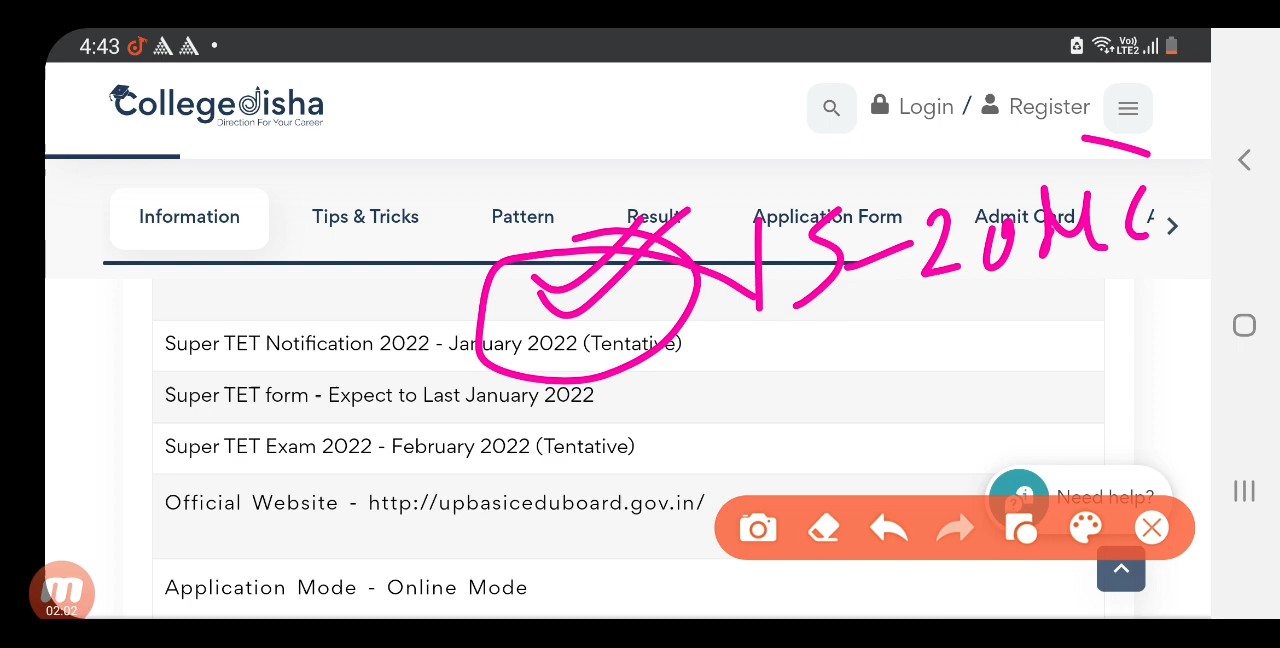 4:43
Vo)) LTE2
Collegedisha
Direction For Your Career
Login / Register
Information Tips & Tricks Pattern Result Application Form Admit Card
15-20
Super TET Notification 2022 - January 2022 (Tentative)
Super TET form - Expect to Last January 2022
Super TET Exam 2022 - February 2022 (Tentative)
Official Website - http://upbasiceduboard.gov.in/
Need help?
Application Mode - Online Mode
02:02